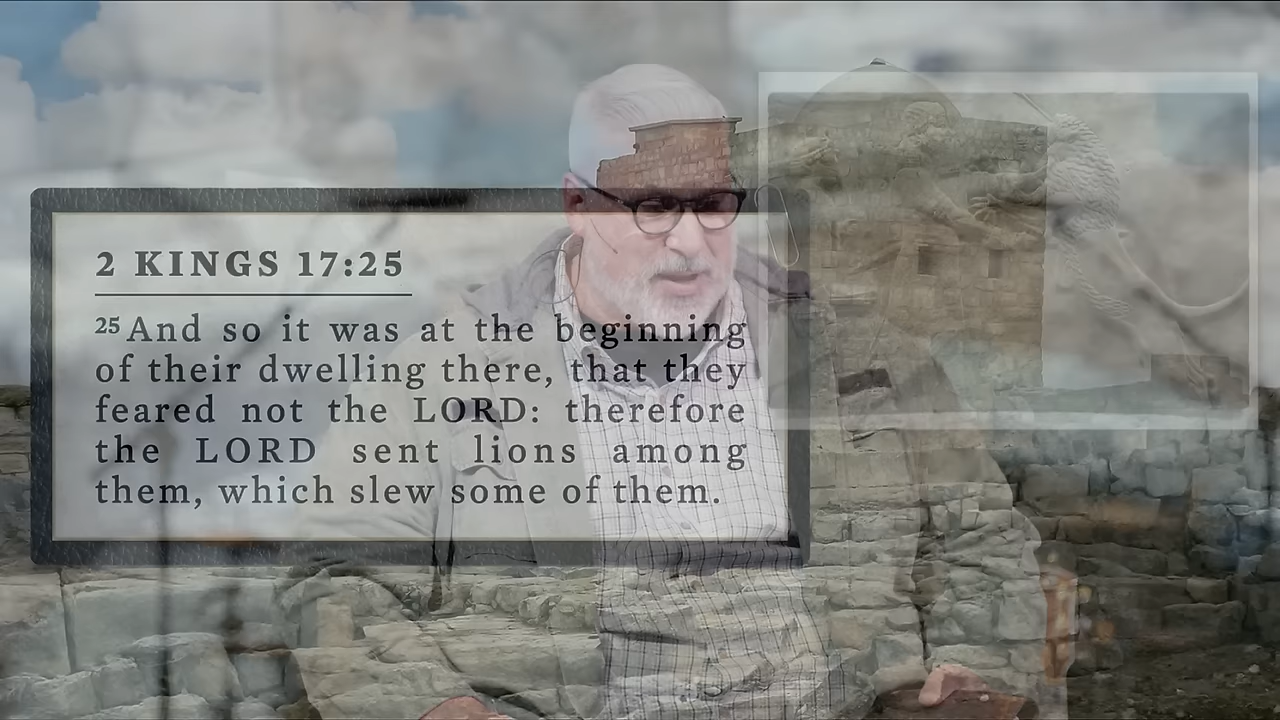 2 KINGS 17:25
25 And so it was at the beginning
of their dwelling there, that they
feared not the LORD: therefore
the LORD sent lions among
them, which slew some of them.